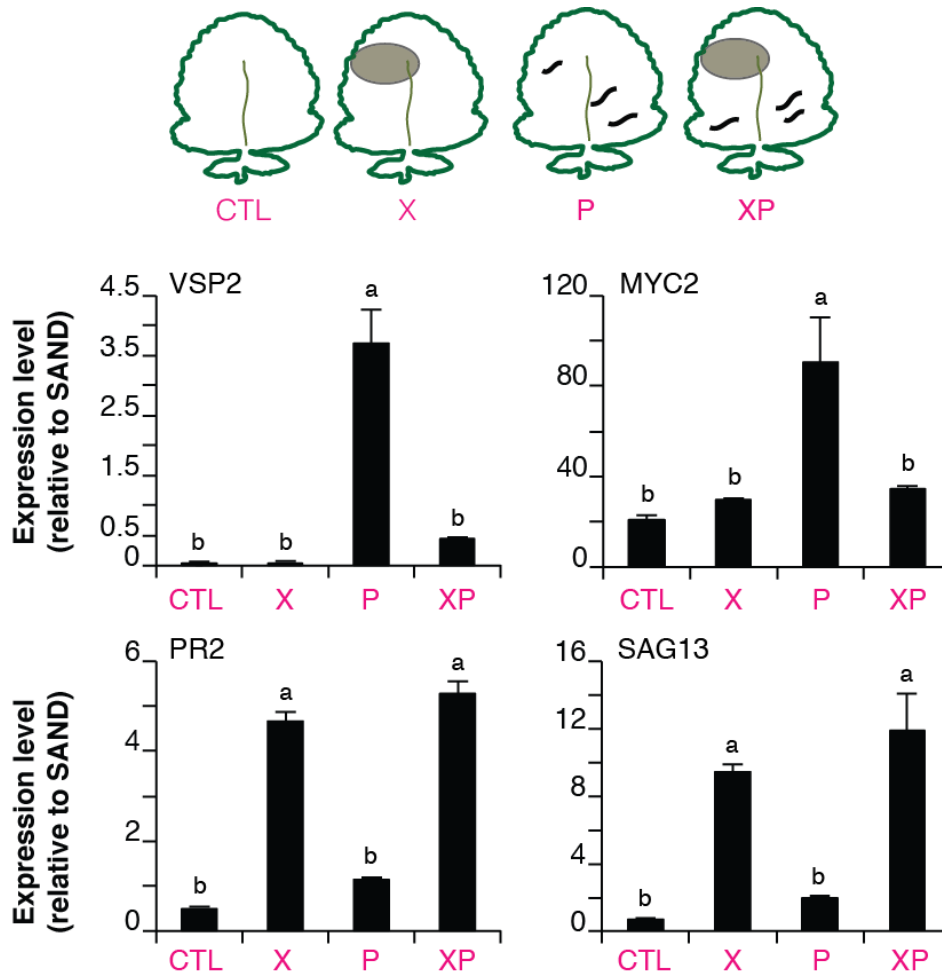 CTL X P XP
VSP2
4.5
3.5
2.5
1.5
0.5
0
a
b b b
CTL X P XP
Expression level
(relative to SAND)
MYC2
120
80
40
0
a
b b b
CTL X P XP
PR2
6
4
2
0
a a
b b
CTL X P XP
Expression level
(relative to SAND)
SAG13
16
12
8
4
0
a
a
b b
CTL X P XP